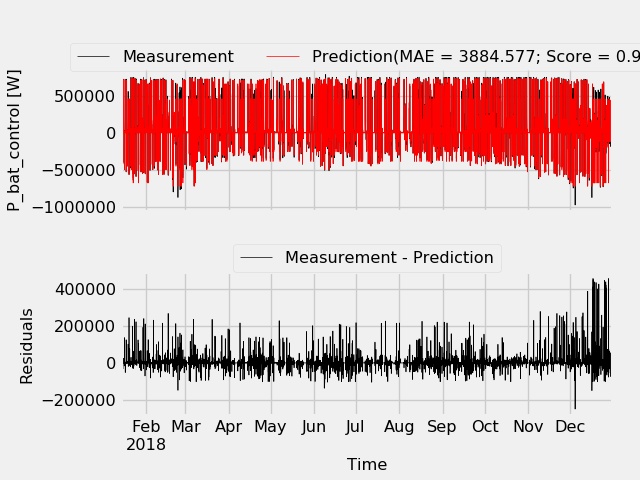 Measurement
Prediction(MAE = 3884.577; Score = 0.9
P_bat_control [W]
500000
0
−500000
−1000000
Measurement - Prediction
Residuals
400000
200000
0
−200000
Feb Mar Apr May Jun Jul Aug Sep Oct Nov Dec
2018
Time